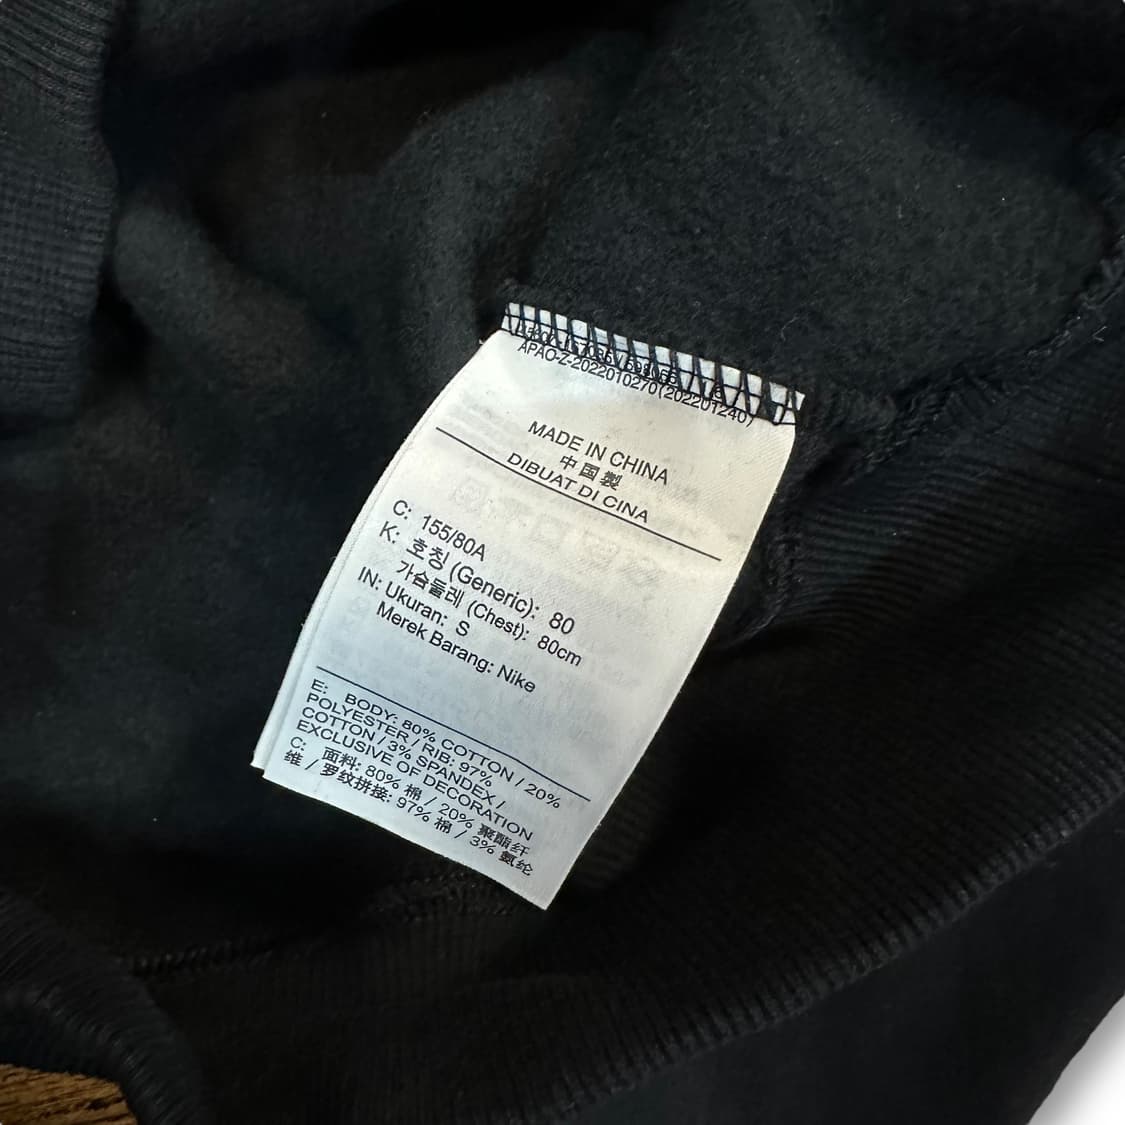 APAO-Z-2022010270(202201240)
MADE IN CHINA
中国製
DIBUAT DI CINA
C: 155/80A
K: 호칭 (Generic): 80
가슴둘레 (Chest): 80cm
IN: Ukuran: S
Merek Barang: Nike
E: BODY: 80% COTTON / 20%
POLYESTER / RIB: 97%
COTTON / 3% SPANDEX /
EXCLUSIVE OF DECORATION
C: 面料: 80% 棉 / 20% 聚酯纤
维 / 罗纹拼接: 97% 棉 / 3% 氨纶